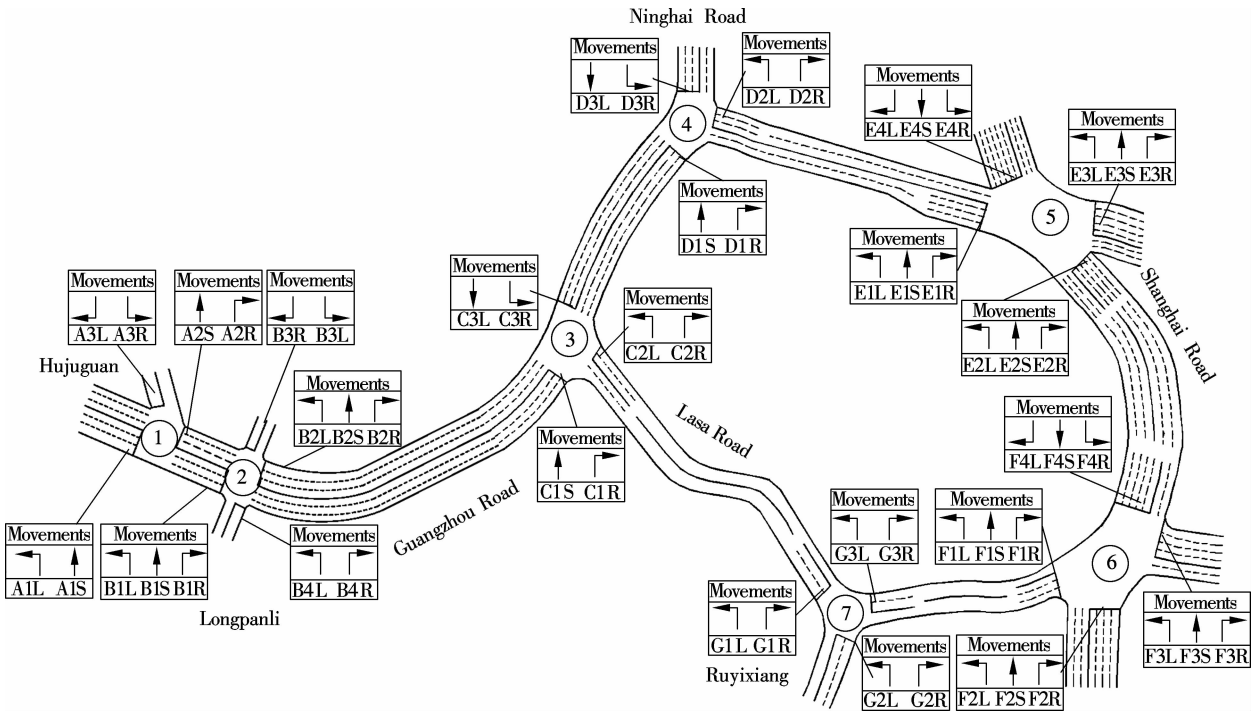 Ninghai Road
Movements
D3L D3R
Movements
D2L D2R
4
Movements
E4L E4S E4R
Movements
E3L E3S E3R
Movements
D1S D1R
5
Movements
E1L E1S E1R
Movements
C3L C3R
Movements
A3L A3R
Movements
A2S A2R
Movements
B3R B3L
Movements
C2L C2R
3
Movements
E2L E2S E2R
Shanghai Road
Hujuguan
Movements
B2L B2S B2R
Lasa Road
Movements
F4L F4S F4R
1
2
Movements
C1S C1R
Guangzhou Road
Movements
A1L A1S
Movements
B1L B1S B1R
Movements
B4L B4R
Longpanli
Movements
G3L G3R
Movements
F1L F1S F1R
6
Movements
G1L G1R
7
Ruyixiang
Movements
G2L G2R
Movements
F2L F2S F2R
Movements
F3L F3S F3R